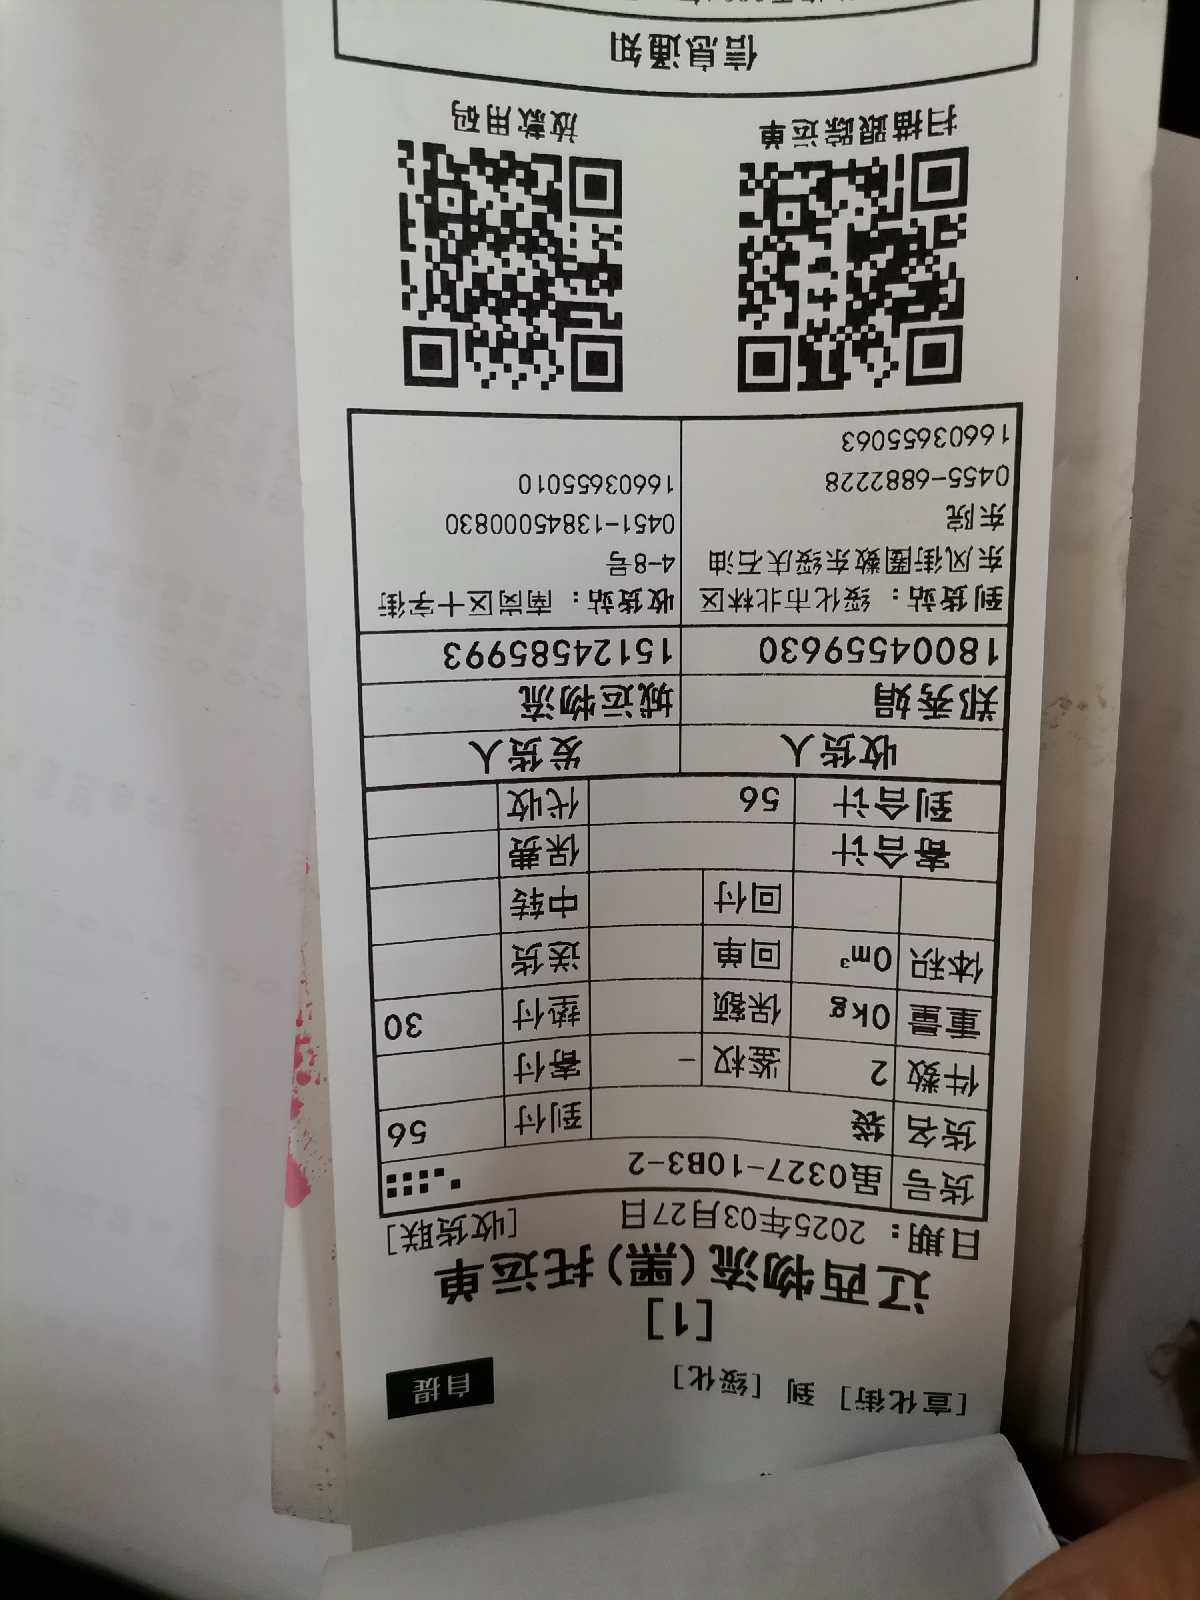 [宣化街] 到 [绥化] 自提
[1]
辽西物流(黑)托运单
日期: 2025年03月27日 [收货联]
货号 虽0327-10B3-2
货名 袋 到付 56
件数 2 鉴权 - 寄付
重量 0kg 保额 垫付 30
体积 0m³ 回单 送货
回付 中转
寄合计 保费
到合计 56 代收
收货人 发货人
郑秀娟 城运物流
18004559630 15124585993
到货站: 绥化市北林区 收货站: 南岗区十字街
东风街圈数东绥庆石油 4-8号
东院 0451-13845000830
0455-6882228 16603655010
16603655063
扫描跟踪运单 放款用码
信息通知